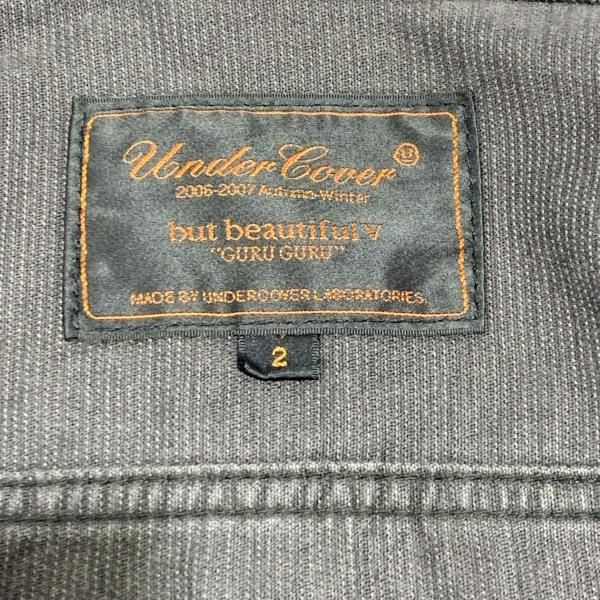 UnderCover Ⓤ
2006-2007 Autumn-Winter
but beautiful V
"GURU GURU"
MADE BY UNDERCOVER LABORATORIES.
2